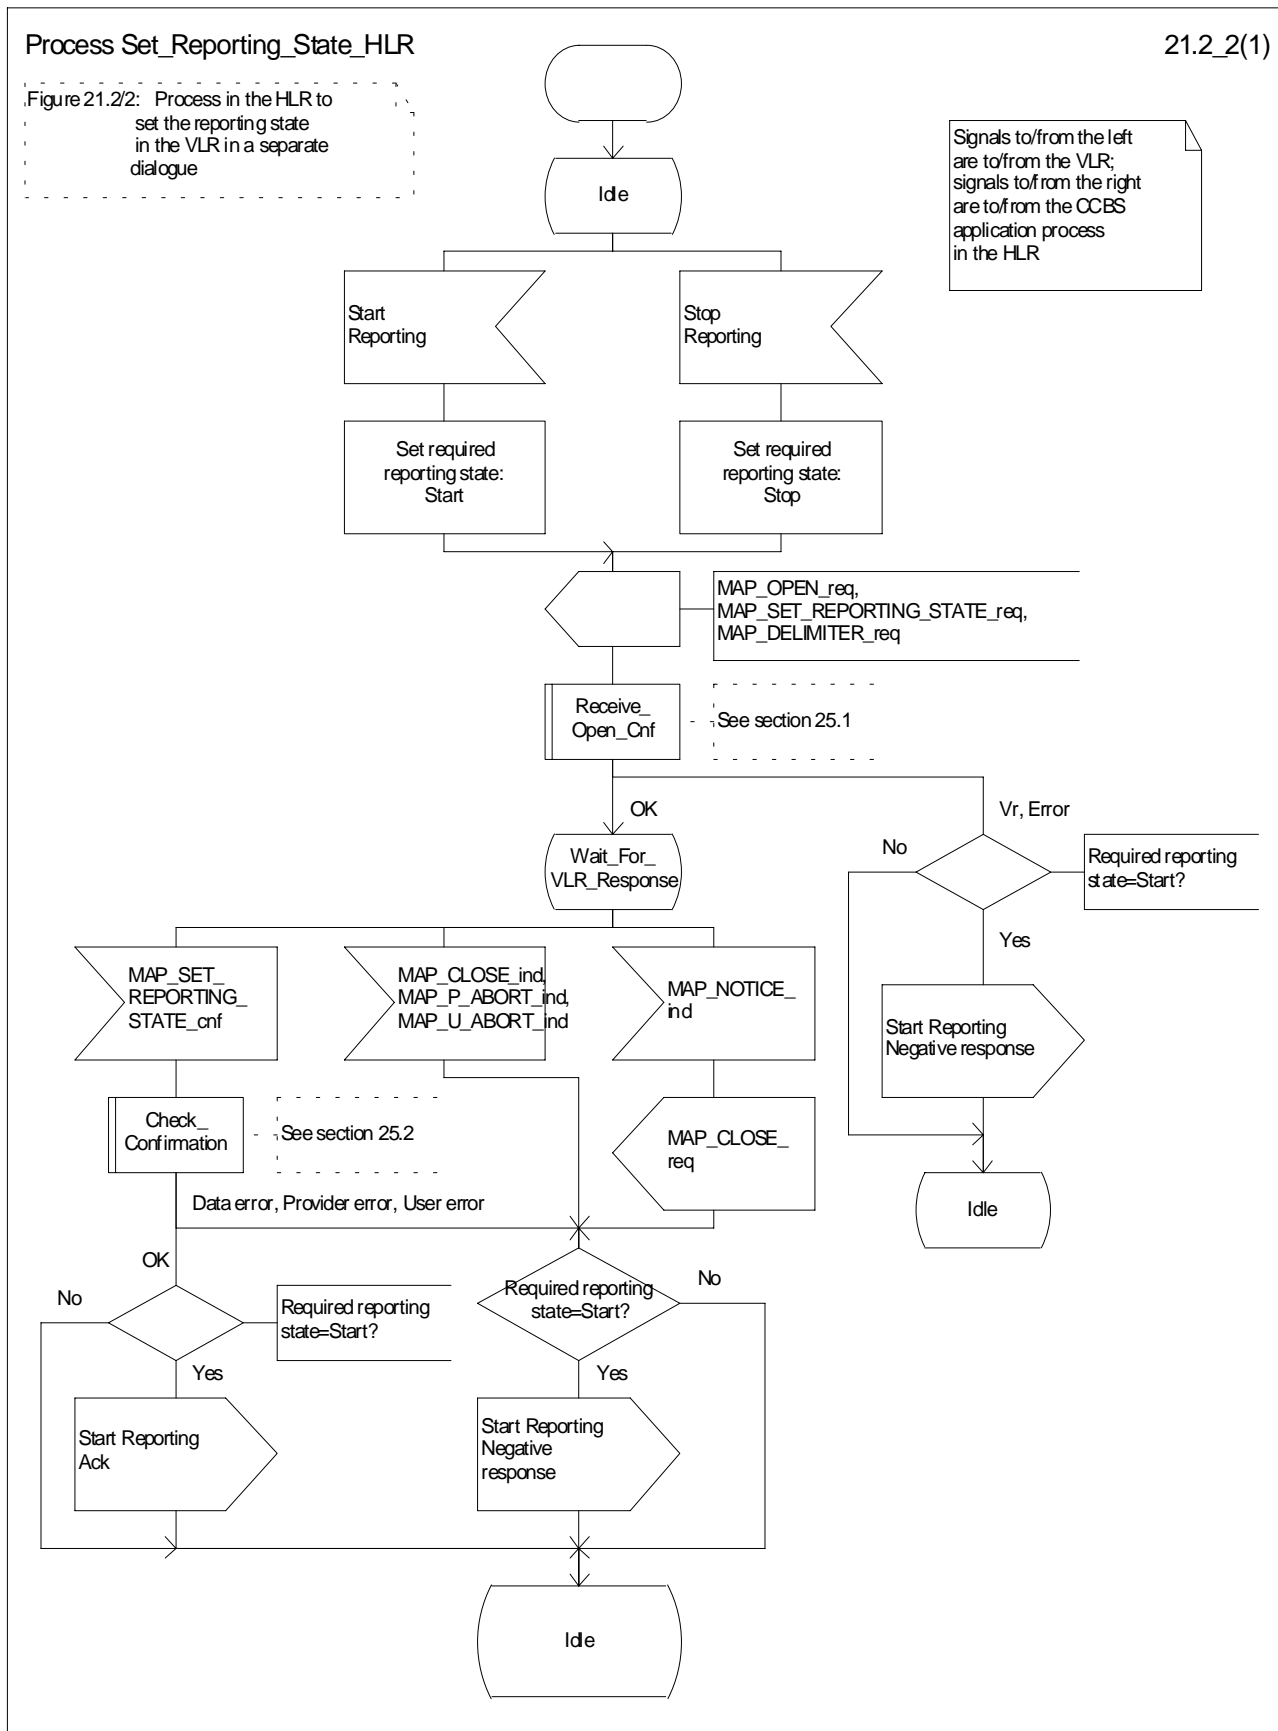 Process Set_Reporting_State_HLR
21.2_2(1)
Figure 21.2/2: Process in the HLR to
set the reporting state
in the VLR in a separate
dialogue
Signals to/from the left
are to/from the VLR;
signals to/from the right
are to/from the CCBS
application process
in the HLR
Idle
Start
Reporting
Stop
Reporting
Set required
reporting state:
Start
Set required
reporting state:
Stop
MAP_OPEN_req,
MAP_SET_REPORTING_STATE_req,
MAP_DELIMITER_req
Receive_
Open_Cnf
See section 25.1
OK
Vr, Error
Wait_For_
VLR_Response
No
Required reporting
state=Start?
Yes
MAP_SET_
REPORTING_
STATE_cnf
MAP_CLOSE_ind,
MAP_P_ABORT_ind,
MAP_U_ABORT_ind
MAP_NOTICE_
ind
Start Reporting
Negative response
Check_
Confirmation
See section 25.2
MAP_CLOSE_
req
Data error, Provider error, User error
Idle
OK
No
Required reporting
state=Start?
Required reporting
state=Start?
No
Yes
Yes
Start Reporting
Ack
Start Reporting
Negative
response
Idle